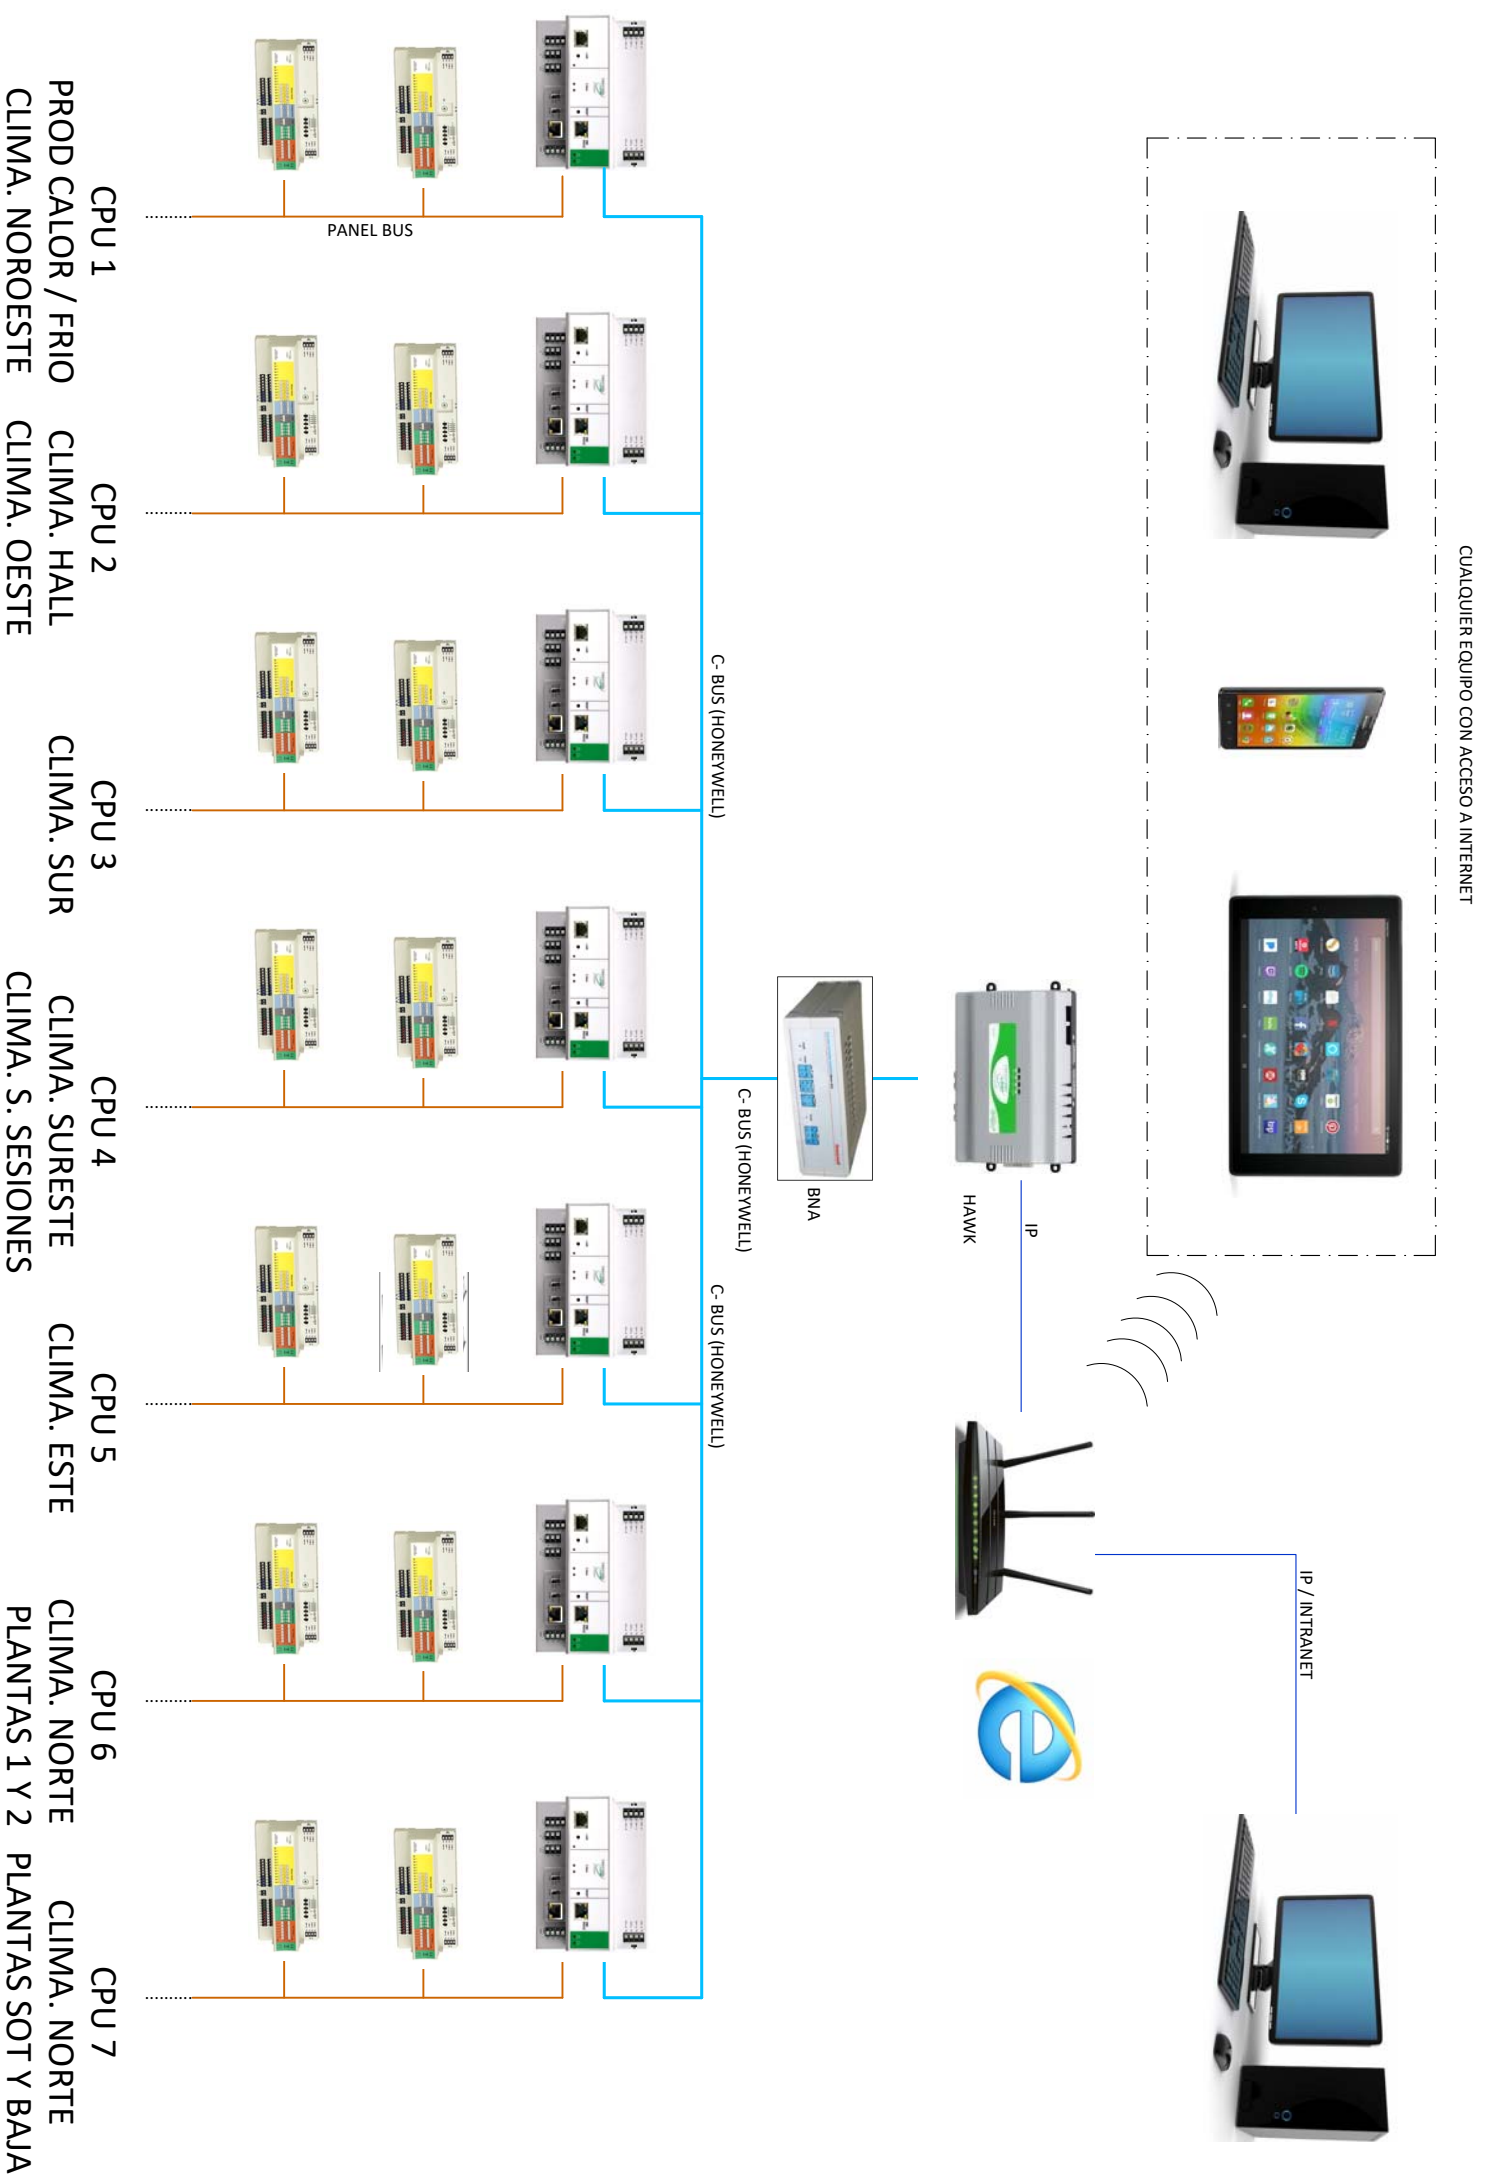 CUALQUIER EQUIPO CON ACCESO A INTERNET
IP / INTRANET
IP
HAWK
BNA
C- BUS (HONEYWELL)
C- BUS (HONEYWELL)
C- BUS (HONEYWELL)
PANEL BUS
CPU 1
PROD CALOR / FRIO
CLIMA. NOROESTE
CPU 2
CLIMA. HALL
CLIMA. OESTE
CPU 3
CLIMA. SUR
CPU 4
CLIMA. SURESTE
CLIMA. S. SESIONES
CPU 5
CLIMA. ESTE
CPU 6
CLIMA. NORTE
PLANTAS 1 Y 2
CPU 7
CLIMA. NORTE
PLANTAS SOT Y BAJA